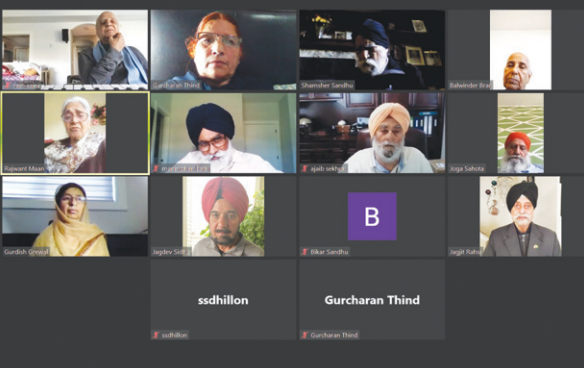 Gurcharan Thind
Shamsher Sandhu
Balwinder Brar
Rajwant Maan
ajaib sekhon
Joga Sahota
Gurdish Grewal
Jagdev Sidhu
B
Bikar Sandhu
Jagjit Rahsi
ssdhillon
Gurcharan Thind
ssdhillon
Gurcharan Thind